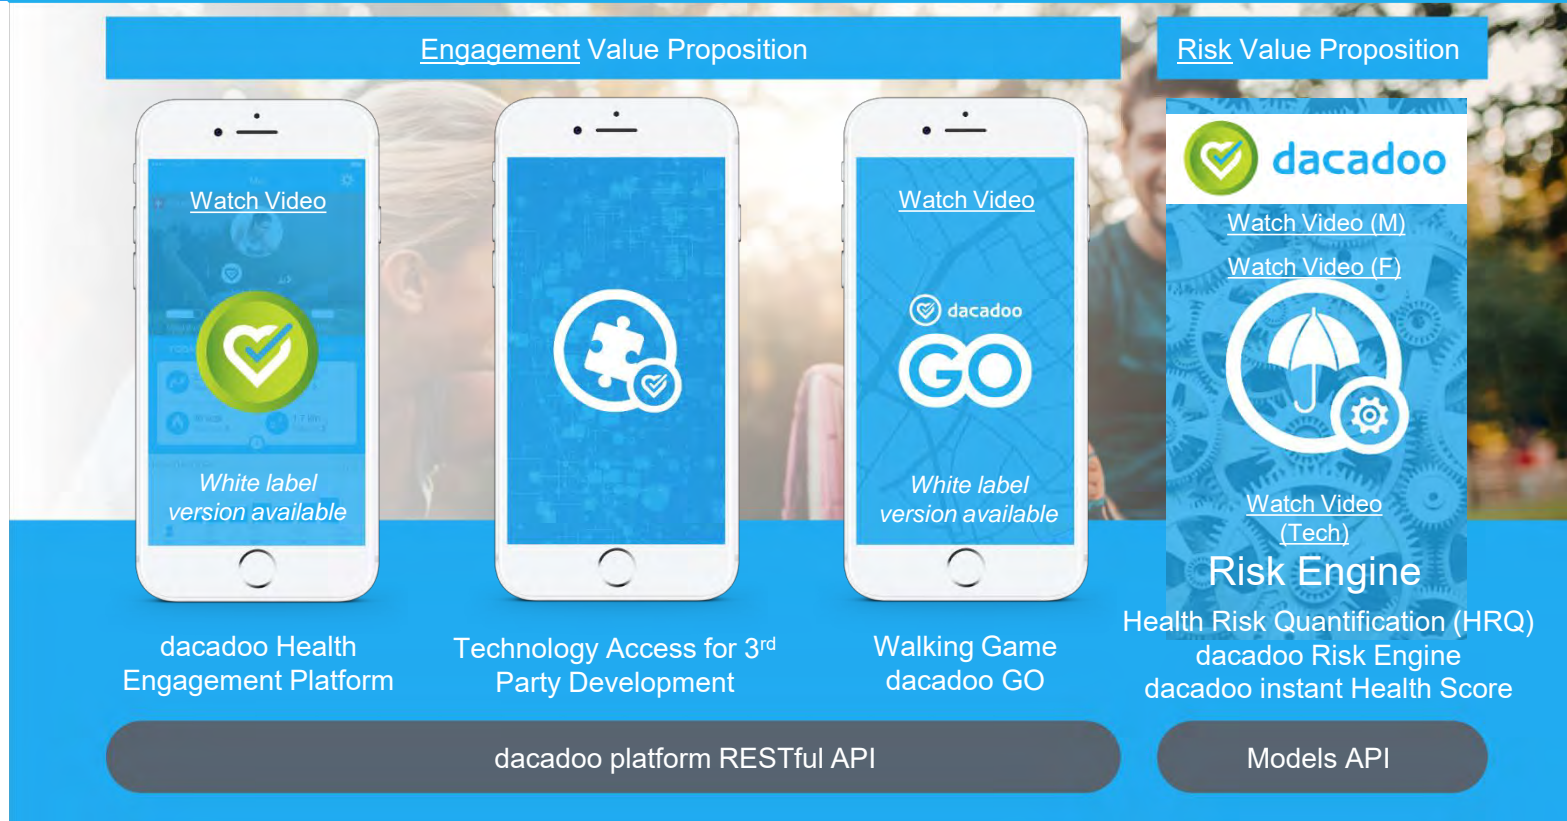 Engagement Value Proposition
Risk Value Proposition
Watch Video
White label
version available
dacadoo Health
Engagement Platform
Technology Access for 3rd
Party Development
Watch Video
dacadoo
GO
White label
version available
Walking Game
dacadoo GO
dacadoo
Watch Video (M)
Watch Video (F)
Watch Video
(Tech)
Risk Engine
Health Risk Quantification (HRQ)
dacadoo Risk Engine
dacadoo instant Health Score
dacadoo platform RESTful API
Models API